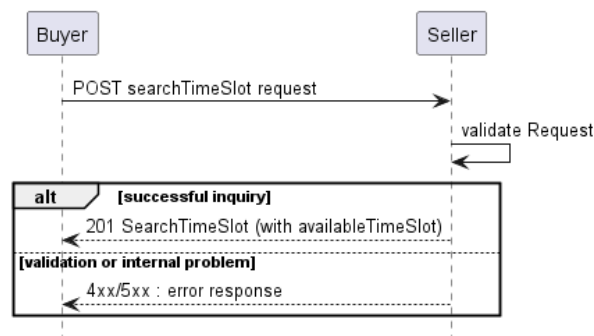 Buyer
Seller
POST searchTimeSlot request
validate Request
alt [successful inquiry]
201 SearchTimeSlot (with availableTimeSlot)
[validation or internal problem]
4xx/5xx : error response